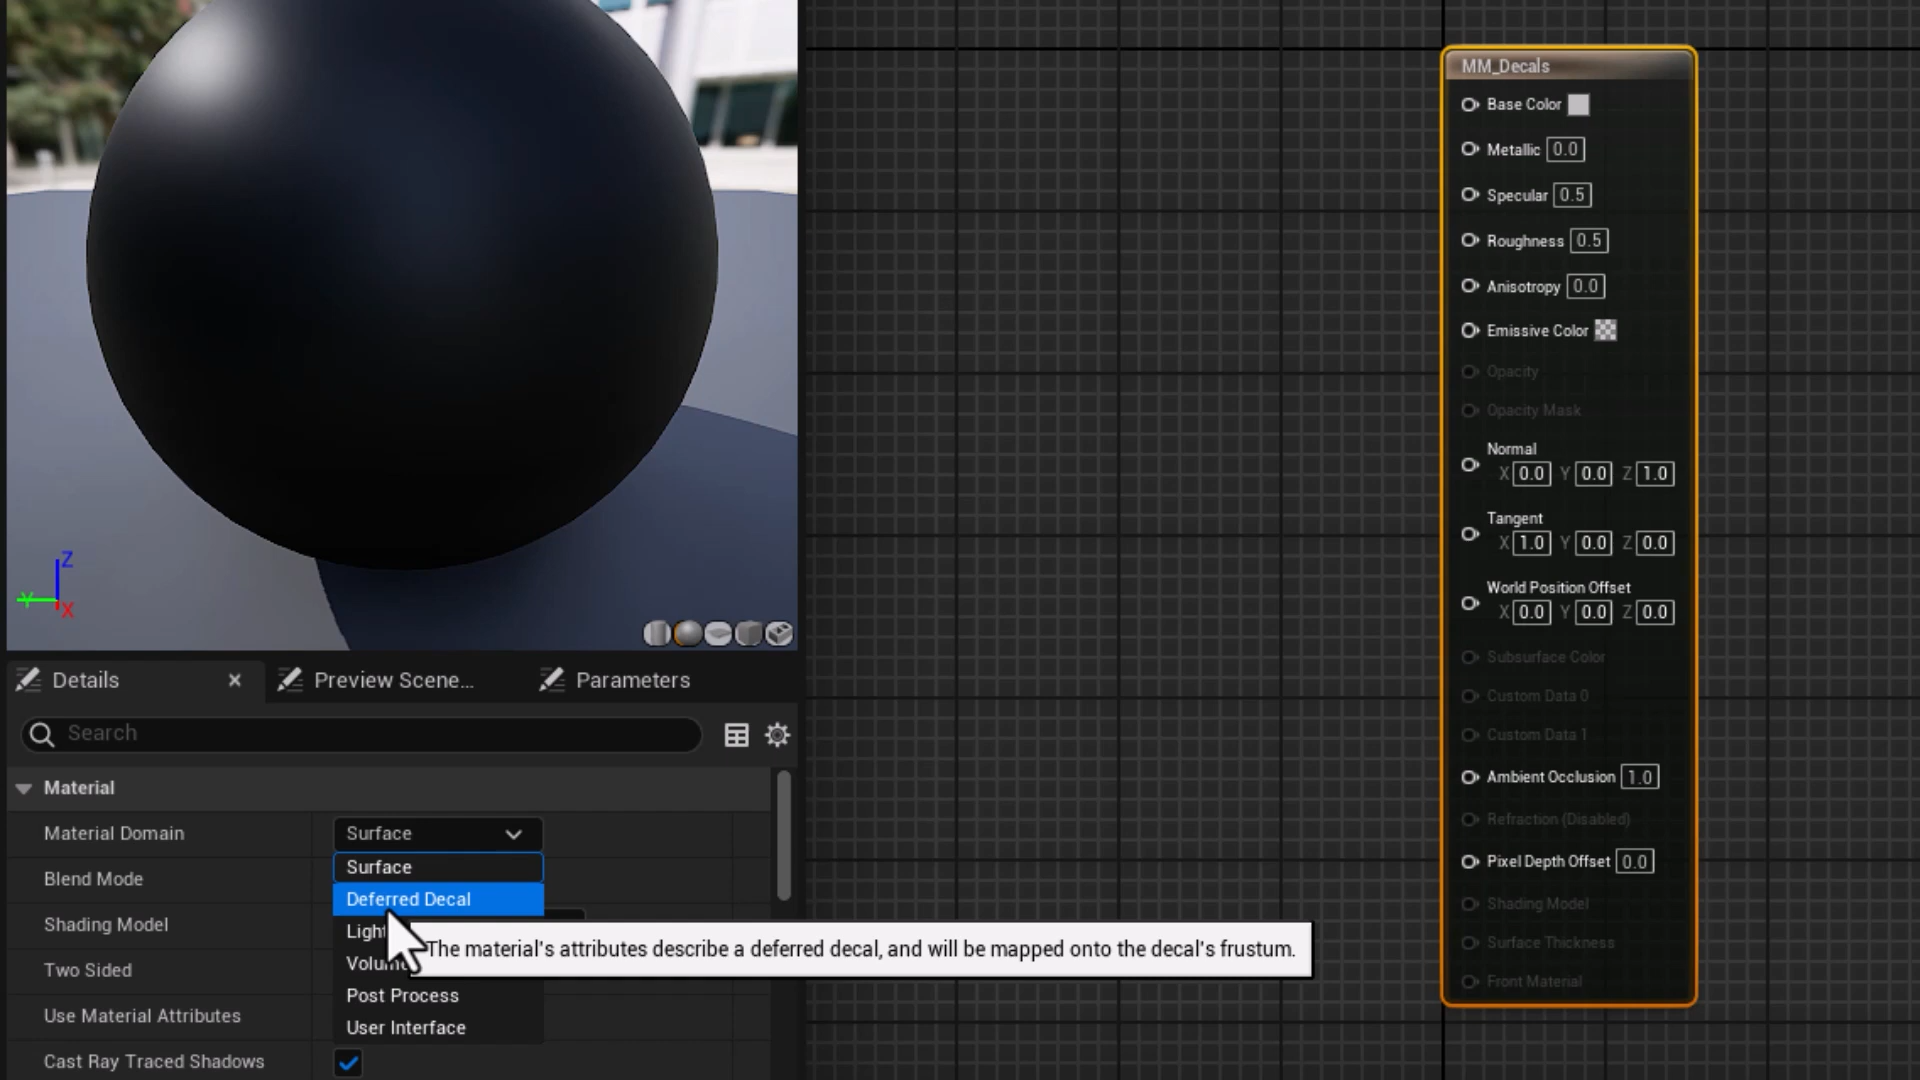 MM_Decals
Base Color
Metallic 0.0
Specular 0.5
Roughness 0.5
Anisotropy 0.0
Emissive Color
Opacity
Opacity Mask
Normal
X 0.0 Y 0.0 Z 1.0
Tangent
X 1.0 Y 0.0 Z 0.0
World Position Offset
X 0.0 Y 0.0 Z 0.0
Subsurface Color
Custom Data 0
Custom Data 1
Ambient Occlusion 1.0
Refraction (Disabled)
Pixel Depth Offset 0.0
Shading Model
Surface Thickness
Front Material
Z
Y
X
Details Preview Scene... Parameters
Search
Material
Material Domain Surface
Surface
Blend Mode
Deferred Decal
Shading Model
Light
The material's attributes describe a deferred decal, and will be mapped onto the decal's frustum.
Two Sided
Post Process
Use Material Attributes
User Interface
Cast Ray Traced Shadows